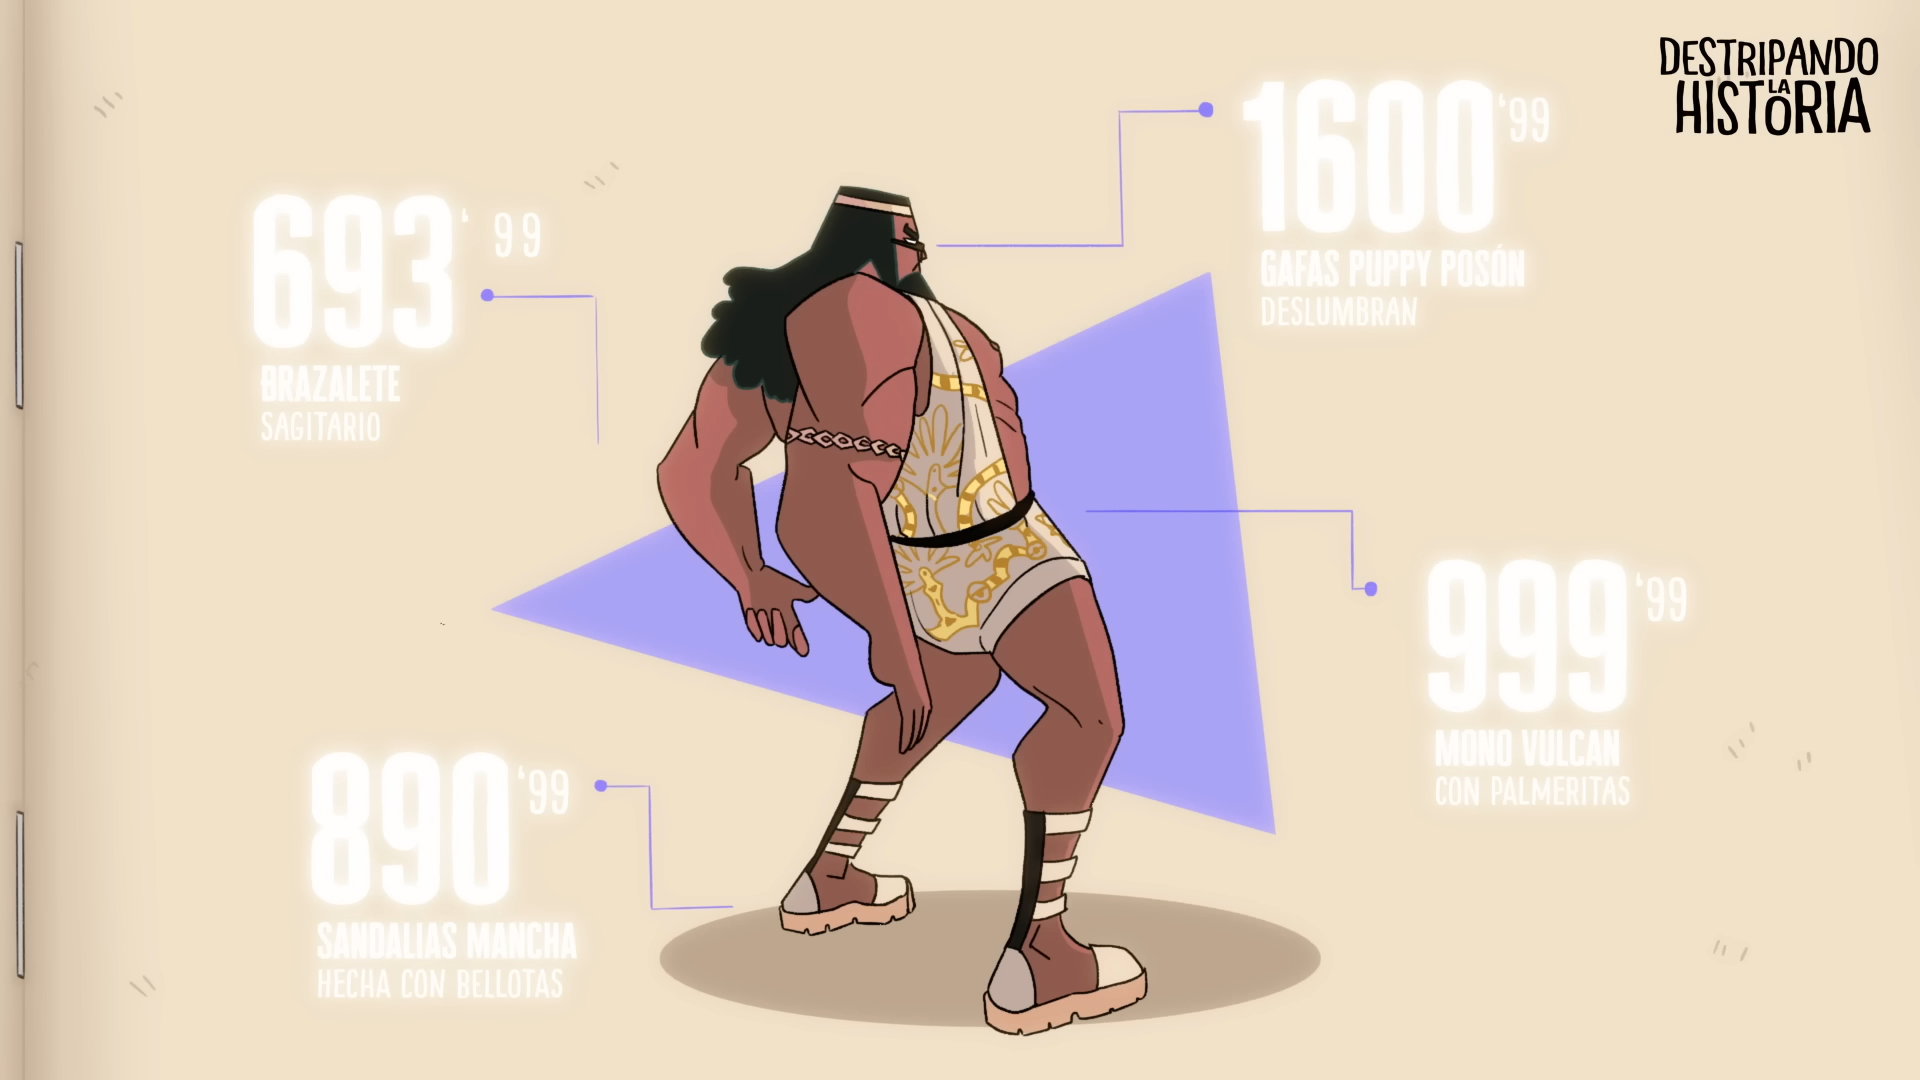 DESTRIPANDO
LA
HISTORIA
1600'99
GAFAS PUPPY POSÓN
DESLUMBRAN
693'99
BRAZALETE
SAGITARIO
999'99
MONO VULCAN
CON PALMERITAS
890'99
SANDALIAS MANCHA
HECHA CON BELLOTAS